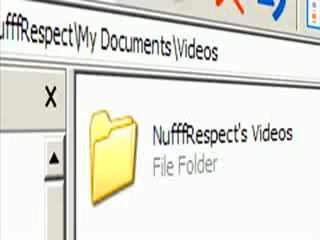 ufffRespect\My Documents\Videos
X
NufffRespect's Videos
File Folder